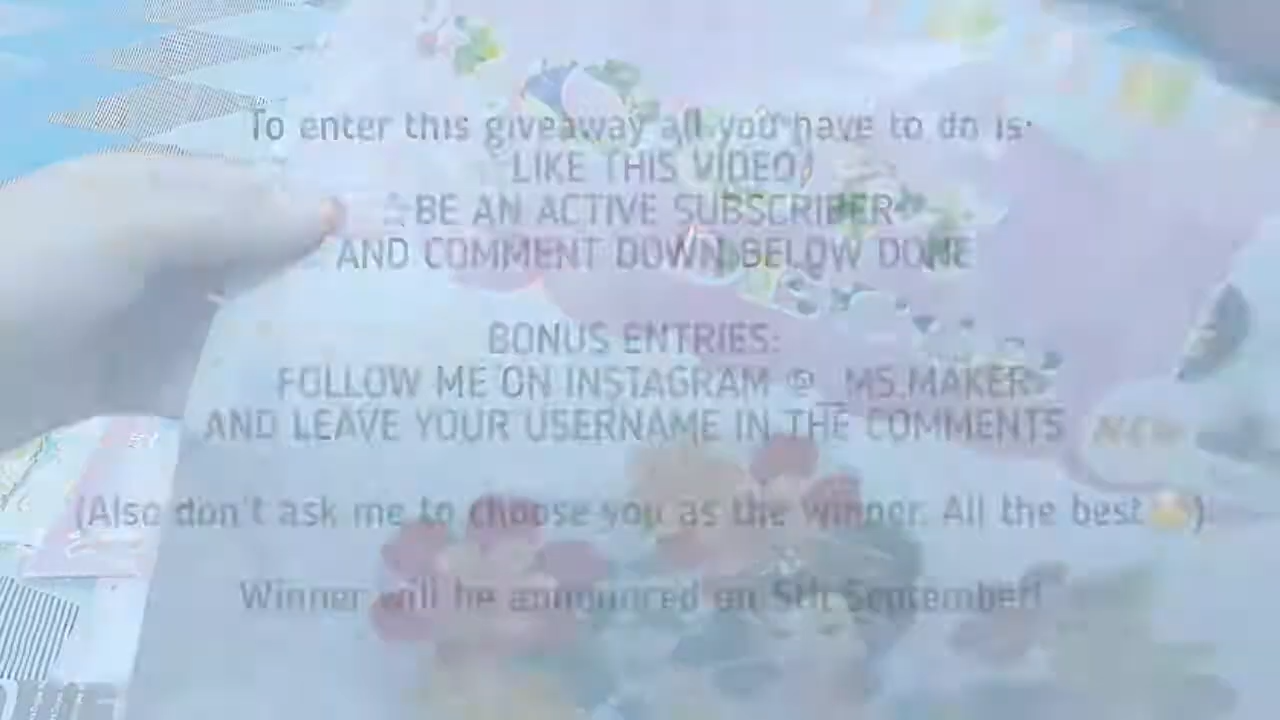 To enter this giveaway all you have to do is:
LIKE THIS VIDEO
BE AN ACTIVE SUBSCRIBER
AND COMMENT DOWN BELOW DONE
BONUS ENTRIES:
FOLLOW ME ON INSTAGRAM @_MS.MAKER
AND LEAVE YOUR USERNAME IN THE COMMENTS
(Also don't ask me to choose you as the winner. All the best )
Winner will be announced on 5th September!